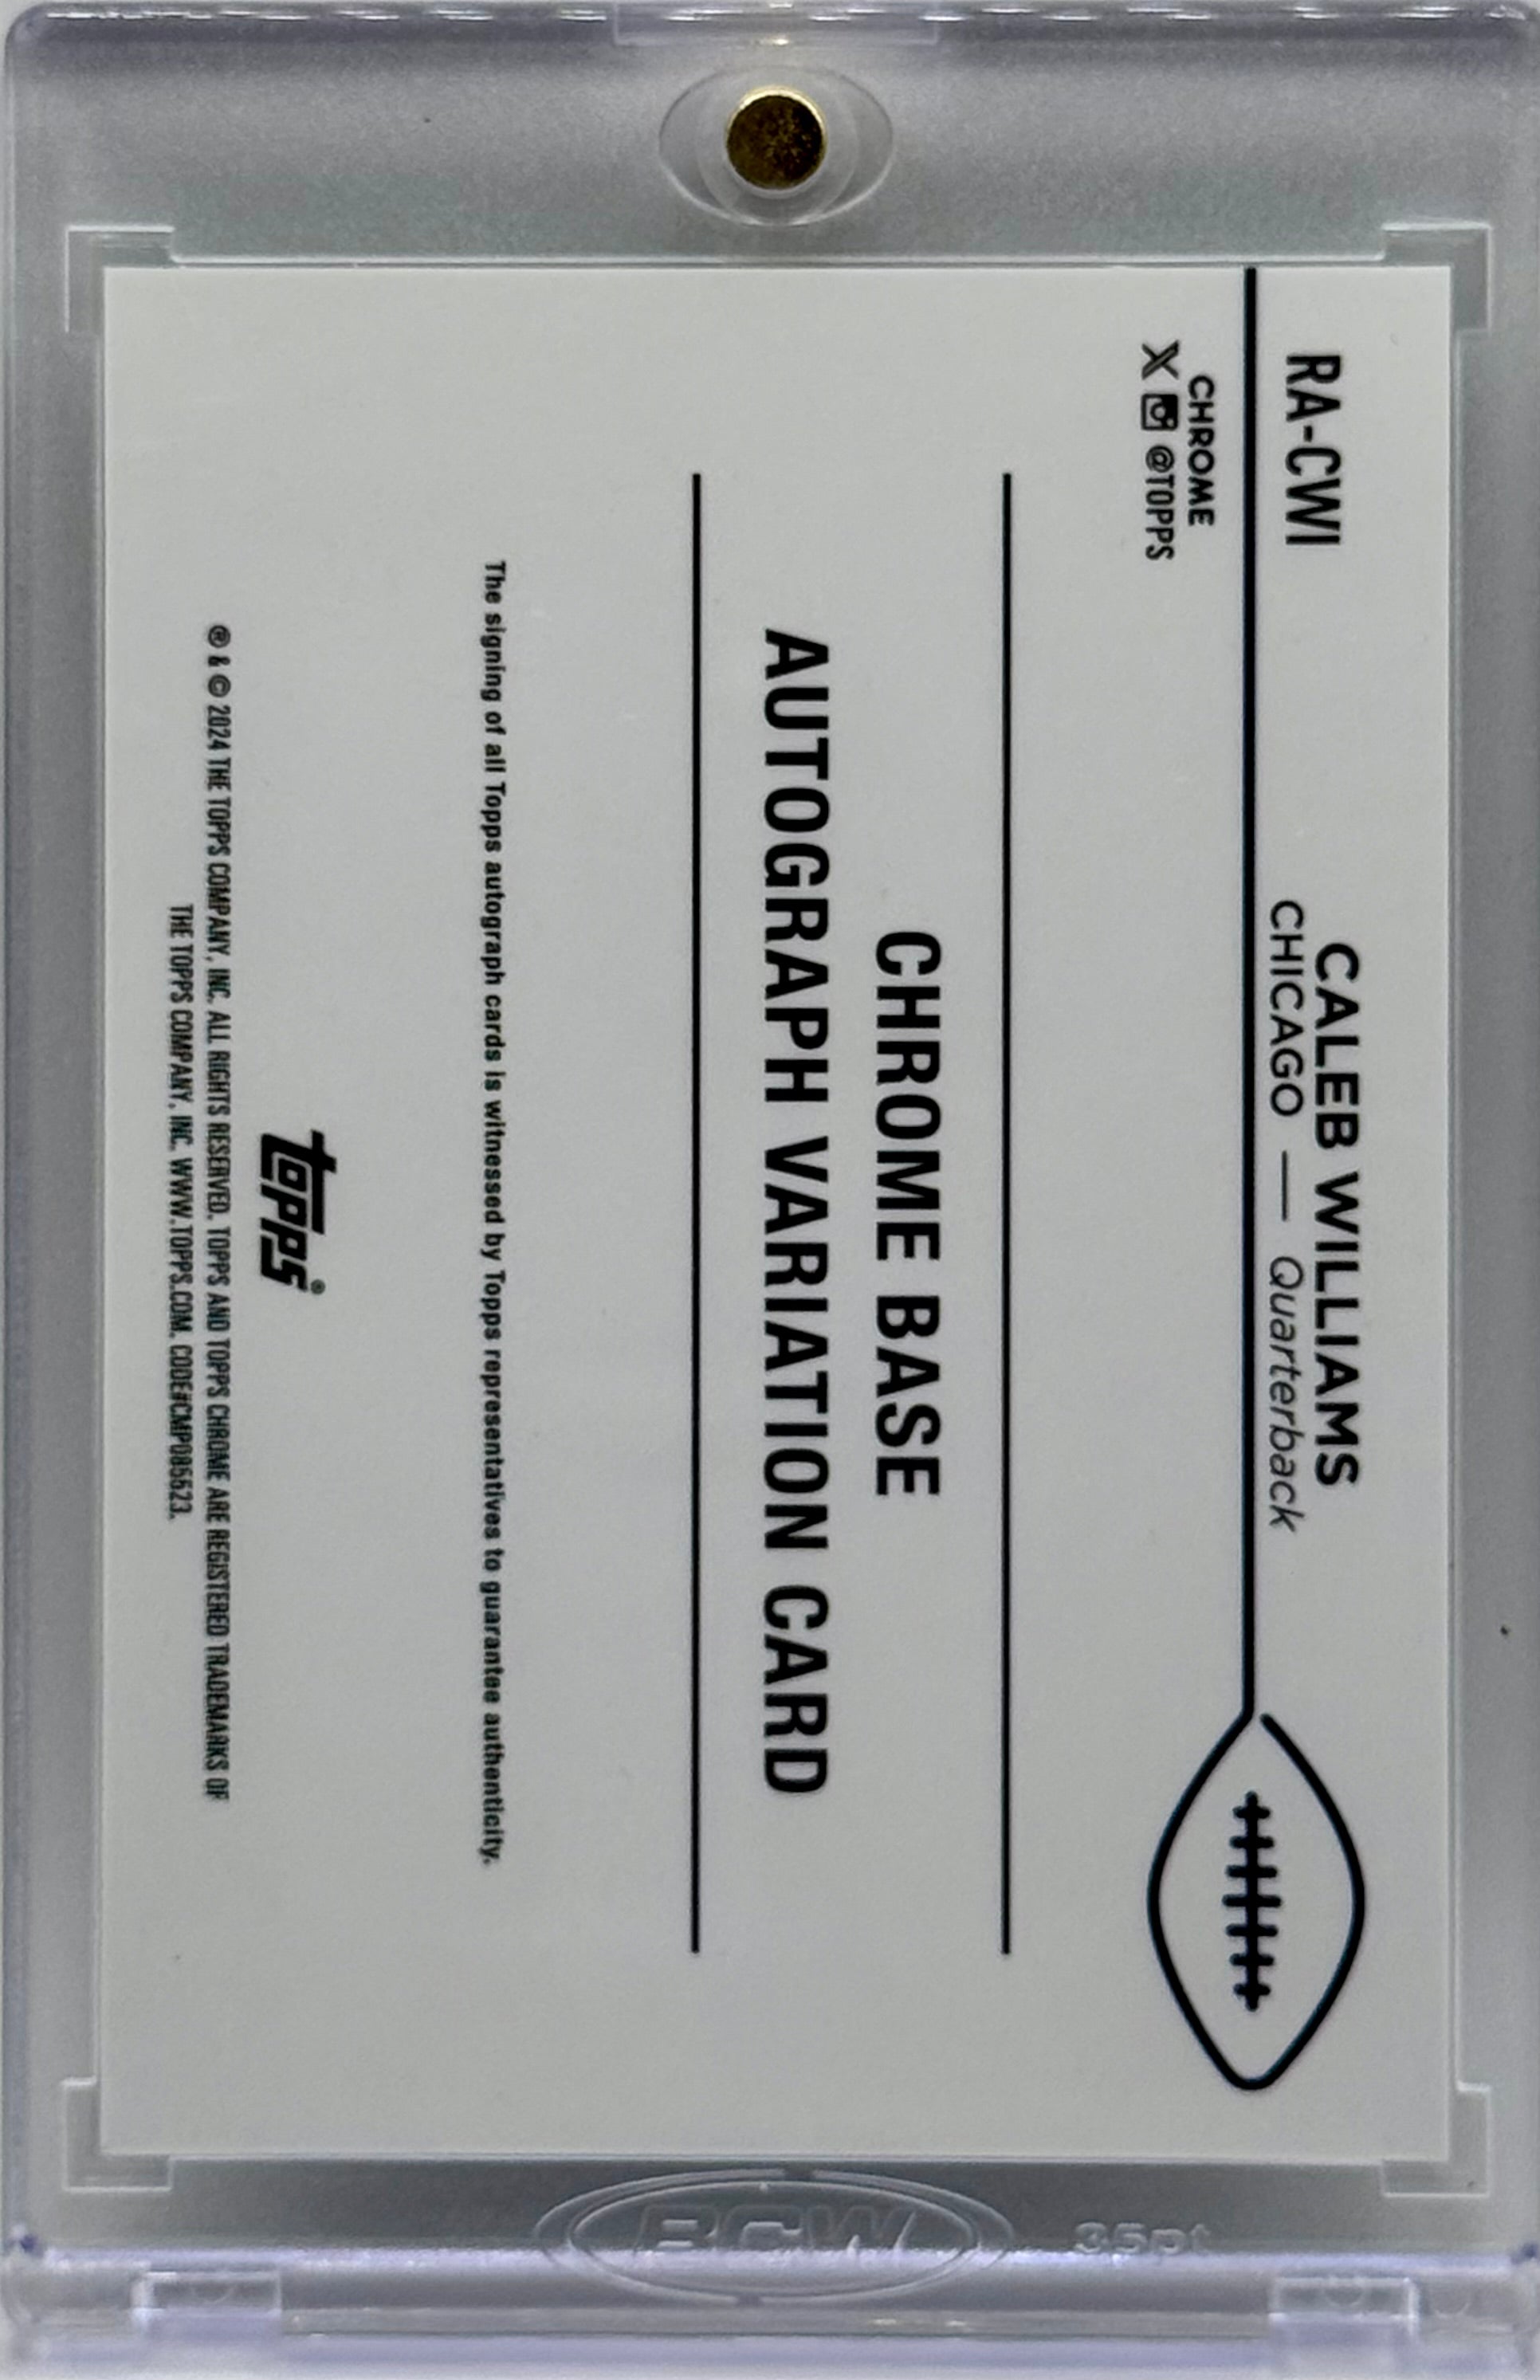 RA-CWI
CALEB WILLIAMS
CHICAGO — Quarterback
CHROME
X @TOPPS
CHROME BASE
AUTOGRAPH VARIATION CARD
The signing of all Topps autograph cards is witnessed by Topps representatives to guarantee authenticity.
topps®
® & © 2024 THE TOPPS COMPANY, INC. ALL RIGHTS RESERVED. TOPPS AND TOPPS CHROME ARE REGISTERED TRADEMARKS OF
THE TOPPS COMPANY, INC. WWW.TOPPS.COM. CODE#CMP085523.
BCW
35pt